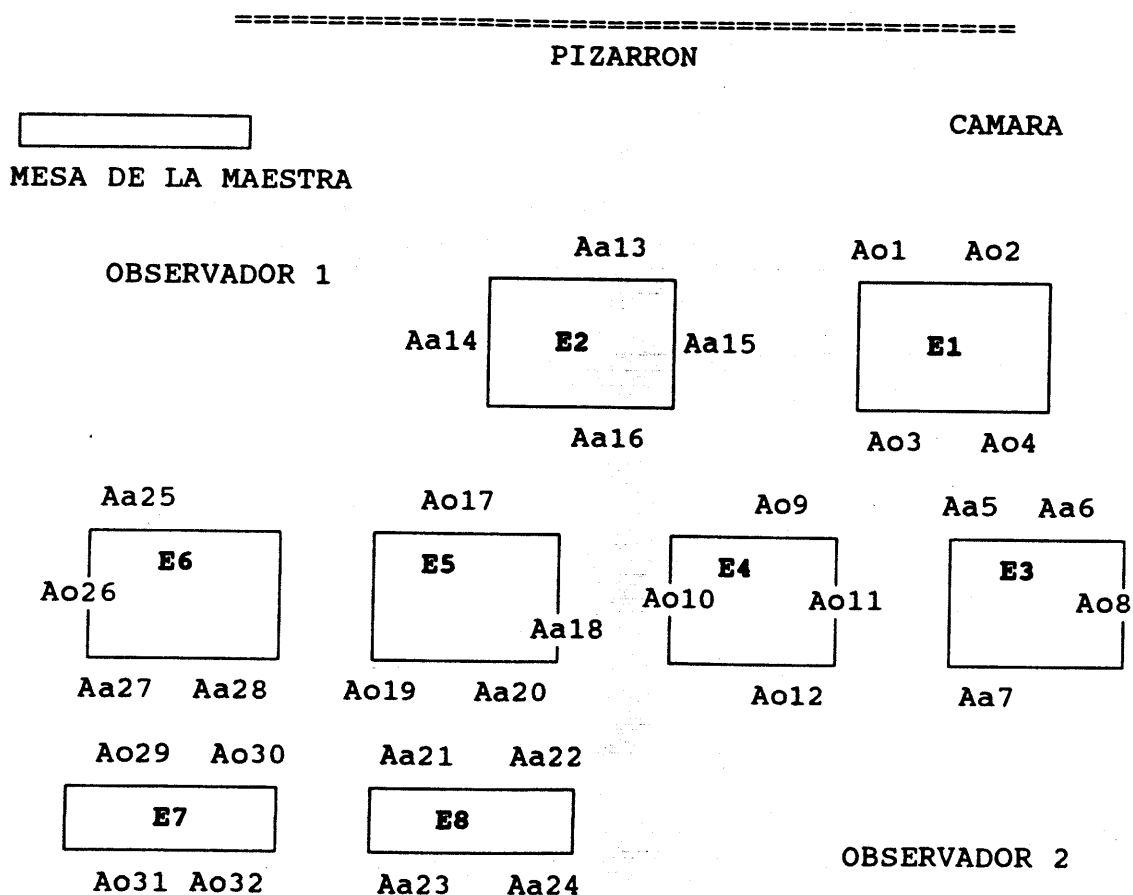 PIZARRON
CAMARA
MESA DE LA MAESTRA
OBSERVADOR 1
Aa13
Ao1 Ao2
Aa14 E2 Aa15
E1
Aa16
Ao3 Ao4
Aa25
Ao17
Ao9
Aa5 Aa6
E6
E5
E4
E3
Ao26
Ao10 Ao11
Ao8
Aa18
Aa27 Aa28
Ao19 Aa20
Ao12
Aa7
Ao29 Ao30
Aa21 Aa22
E7
E8
Ao31 Ao32
Aa23 Aa24
OBSERVADOR 2